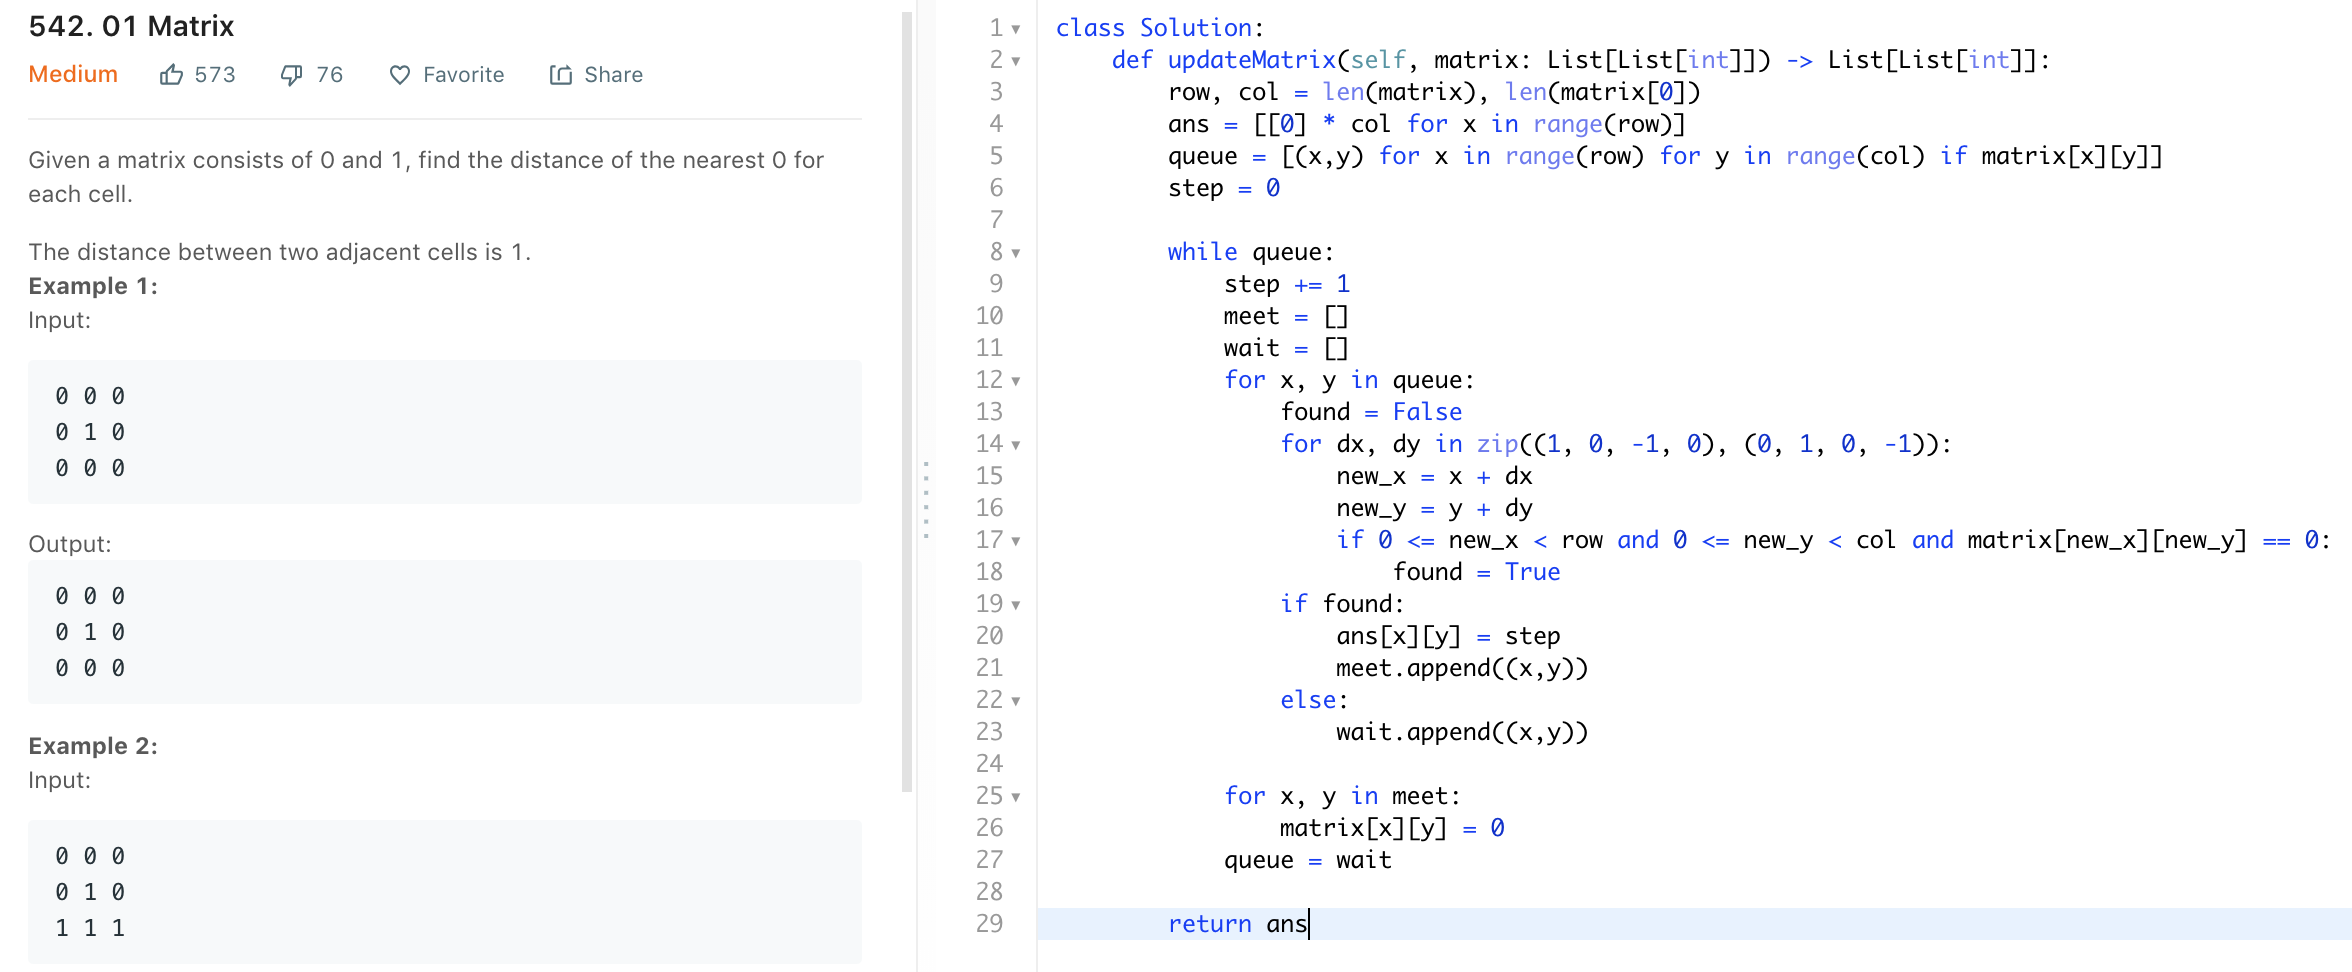 542. 01 Matrix
Medium 573 76 Favorite Share
Given a matrix consists of 0 and 1, find the distance of the nearest 0 for
each cell.
The distance between two adjacent cells is 1.
Example 1:
Input:
0 0 0
0 1 0
0 0 0
Output:
0 0 0
0 1 0
0 0 0
Example 2:
Input:
0 0 0
0 1 0
1 1 1
1 class Solution:
2     def updateMatrix(self, matrix: List[List[int]]) -> List[List[int]]:
3         row, col = len(matrix), len(matrix[0])
4         ans = [[0] * col for x in range(row)]
5         queue = [(x,y) for x in range(row) for y in range(col) if matrix[x][y]]
6         step = 0
7
8         while queue:
9             step += 1
10             meet = []
11             wait = []
12             for x, y in queue:
13                 found = False
14                 for dx, dy in zip((1, 0, -1, 0), (0, 1, 0, -1)):
15                     new_x = x + dx
16                     new_y = y + dy
17                     if 0 <= new_x < row and 0 <= new_y < col and matrix[new_x][new_y] == 0:
18                         found = True
19                 if found:
20                     ans[x][y] = step
21                     meet.append((x,y))
22                 else:
23                     wait.append((x,y))
24
25             for x, y in meet:
26                 matrix[x][y] = 0
27             queue = wait
28
29         return ans